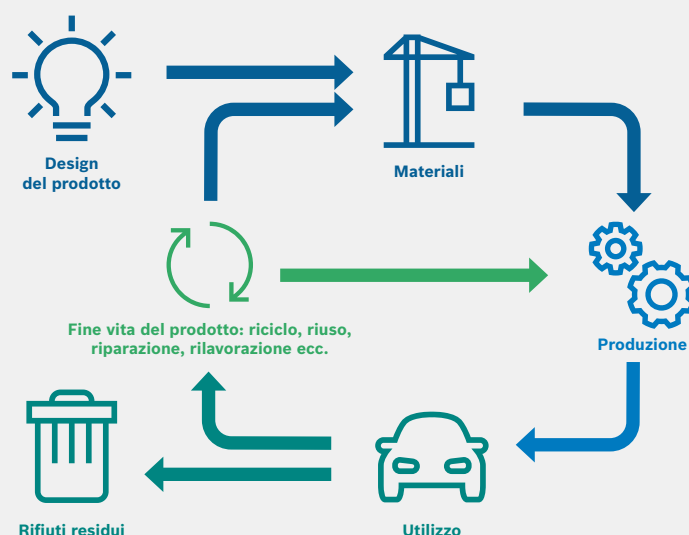 Design
del prodotto
Materiali
Fine vita del prodotto: riciclo, riuso,
riparazione, rilavorazione ecc.
Produzione
Rifiuti residui
Utilizzo